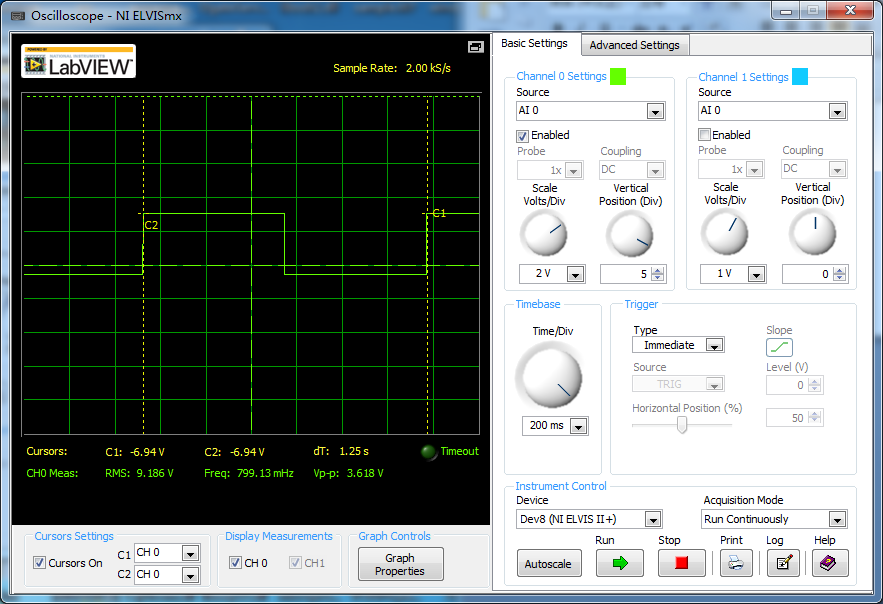 Oscilloscope - NI ELVISmx
LabVIEW
Sample Rate: 2.00 kS/s
C2
C1
Cursors: C1: -6.94 V C2: -6.94 V dT: 1.25 s Timeout
CH0 Meas: RMS: 9.186 V Freq: 799.13 mHz Vp-p: 3.618 V
Cursors Settings
Cursors On
C1 CH 0
C2 CH 0
Display Measurements
CH 0 CH1
Graph Controls
Graph
Properties
Basic Settings Advanced Settings
Channel 0 Settings
Source
AI 0
Enabled
Probe Coupling
1x DC
Scale Vertical
Volts/Div Position (Div)
2 V 5
Channel 1 Settings
Source
AI 0
Enabled
Probe Coupling
1x DC
Scale Vertical
Volts/Div Position (Div)
1 V 0
Timebase
Time/Div
200 ms
Trigger
Type Slope
Immediate
Source Level (V)
TRIG 0
Horizontal Position (%)
50
Instrument Control
Device Acquisition Mode
Dev8 (NI ELVIS II+) Run Continuously
Run Stop Print Log Help
Autoscale